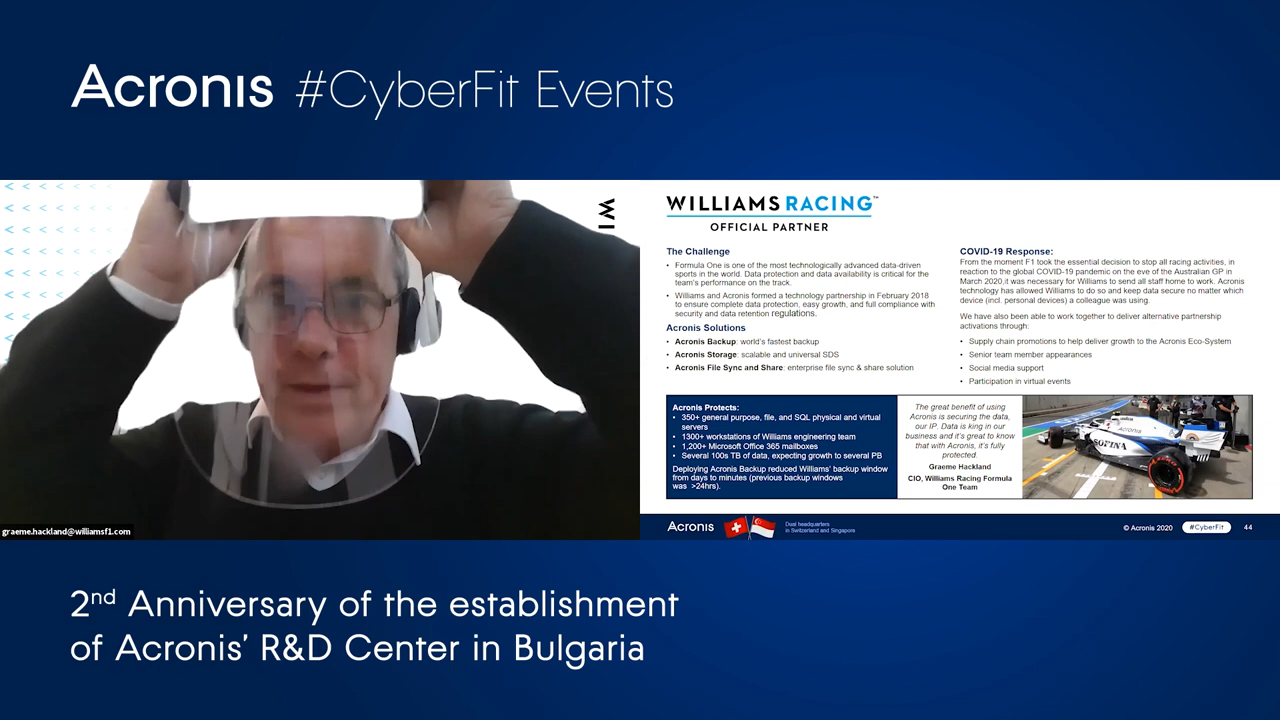 Acronis #CyberFit Events
WILLIAMS RACING™
OFFICIAL PARTNER
The Challenge
• Formula One is one of the most technologically advanced data-driven
sports in the world. Data protection and data availability is critical for the
team's performance on the track.
• Williams and Acronis formed a technology partnership in February 2018
to ensure complete data protection, easy growth, and full compliance with
security and data retention regulations.
Acronis Solutions
• Acronis Backup: world's fastest backup
• Acronis Storage: scalable and universal SDS
• Acronis File Sync and Share: enterprise file sync & share solution
COVID-19 Response:
From the moment F1 took the essential decision to stop all racing activities, in
reaction to the global COVID-19 pandemic on the eve of the Australian GP in
March 2020,it was necessary for Williams to send all staff home to work. Acronis
technology has allowed Williams to do so and keep data secure no matter which
device (incl. personal devices) a colleague was using.
We have also been able to work together to deliver alternative partnership
activations through:
• Supply chain promotions to help deliver growth to the Acronis Eco-System
• Senior team member appearances
• Social media support
• Participation in virtual events
Acronis Protects:
• 350+ general purpose, file, and SQL physical and virtual
servers
• 1300+ workstations of Williams engineering team
• 1,200+ Microsoft Office 365 mailboxes
• Several 100s TB of data, expecting growth to several PB
Deploying Acronis Backup reduced Williams' backup window
from days to minutes (previous backup windows
was >24hrs).
The great benefit of using
Acronis is securing the data,
our IP. Data is king in our
business and it's great to know
that with Acronis, it's fully
protected.
Graeme Hackland
CIO, Williams Racing Formula
One Team
Acronis
SOFINA
graeme.hackland@williamsf1.com
Acronis
Dual headquarters
in Switzerland and Singapore
© Acronis 2020
#CyberFit
44
2nd Anniversary of the establishment
of Acronis' R&D Center in Bulgaria